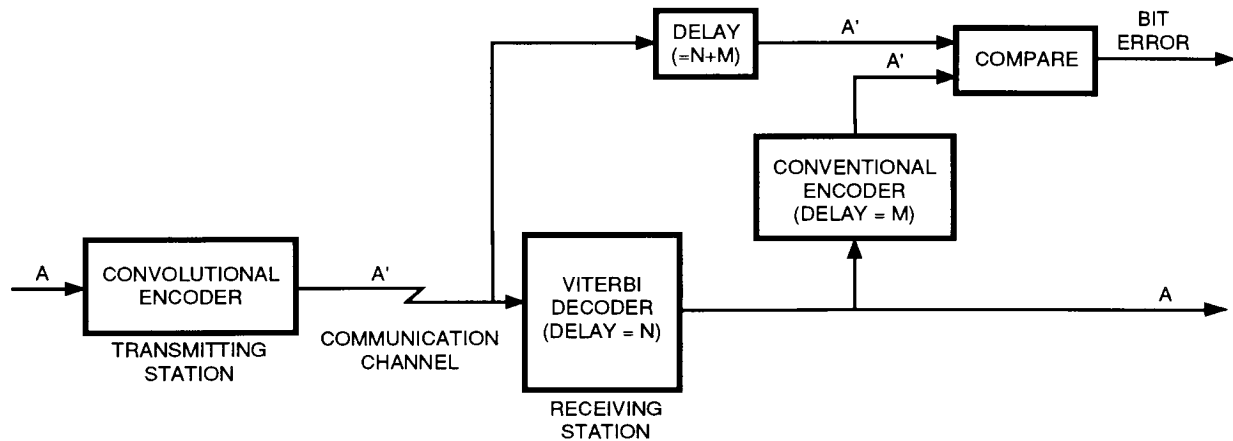 DELAY
(=N+M)
A'
BIT
ERROR
A'
COMPARE
CONVENTIONAL
ENCODER
(DELAY = M)
A
CONVOLUTIONAL
ENCODER
A'
VITERBI
DECODER
(DELAY = N)
A
TRANSMITTING
STATION
COMMUNICATION
CHANNEL
RECEIVING
STATION